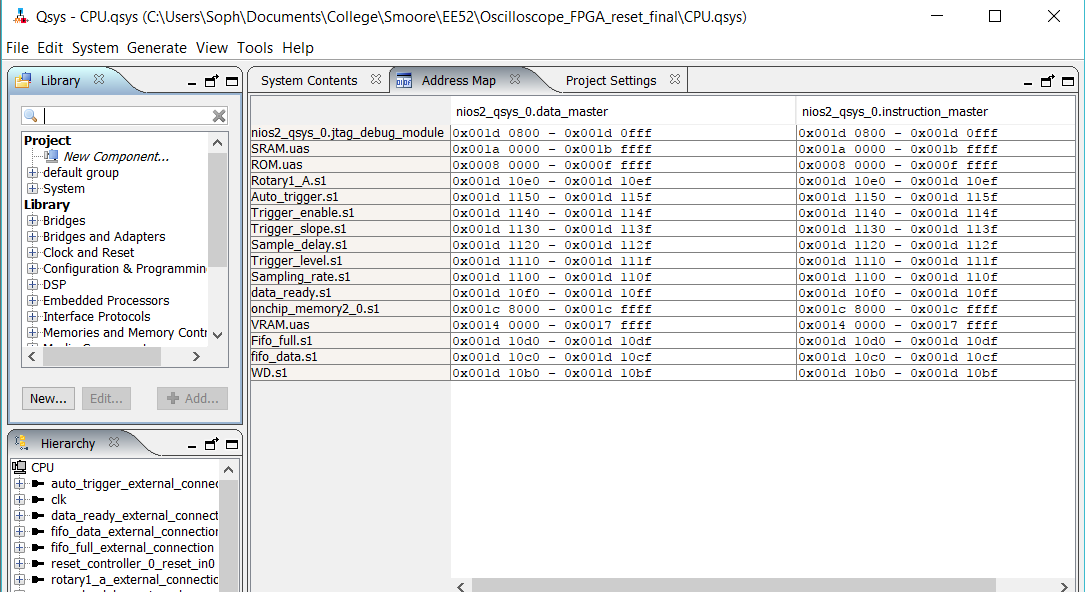 Qsys - CPU.qsys (C:\Users\Soph\Documents\College\Smoore\EE52\Oscilloscope_FPGA_reset_final\CPU.qsys)
File Edit System Generate View Tools Help
Library
Project
New Component...
default group
System
Library
Bridges
Bridges and Adapters
Clock and Reset
Configuration & Programmin
DSP
Embedded Processors
Interface Protocols
Memories and Memory Contr
New... Edit... Add...
Hierarchy
CPU
auto_trigger_external_connec
clk
data_ready_external_connect
fifo_data_external_connection
fifo_full_external_connection
reset_controller_0_reset_in0
rotary1_a_external_connectic
System Contents Address Map Project Settings
nios2_qsys_0.data_master nios2_qsys_0.instruction_master
nios2_qsys_0.jtag_debug_module 0x001d 0800 - 0x001d 0fff 0x001d 0800 - 0x001d 0fff
SRAM.uas 0x001a 0000 - 0x001b ffff 0x001a 0000 - 0x001b ffff
ROM.uas 0x0008 0000 - 0x000f ffff 0x0008 0000 - 0x000f ffff
Rotary1_A.s1 0x001d 10e0 - 0x001d 10ef 0x001d 10e0 - 0x001d 10ef
Auto_trigger.s1 0x001d 1150 - 0x001d 115f 0x001d 1150 - 0x001d 115f
Trigger_enable.s1 0x001d 1140 - 0x001d 114f 0x001d 1140 - 0x001d 114f
Trigger_slope.s1 0x001d 1130 - 0x001d 113f 0x001d 1130 - 0x001d 113f
Sample_delay.s1 0x001d 1120 - 0x001d 112f 0x001d 1120 - 0x001d 112f
Trigger_level.s1 0x001d 1110 - 0x001d 111f 0x001d 1110 - 0x001d 111f
Sampling_rate.s1 0x001d 1100 - 0x001d 110f 0x001d 1100 - 0x001d 110f
data_ready.s1 0x001d 10f0 - 0x001d 10ff 0x001d 10f0 - 0x001d 10ff
onchip_memory2_0.s1 0x001c 8000 - 0x001c ffff 0x001c 8000 - 0x001c ffff
VRAM.uas 0x0014 0000 - 0x0017 ffff 0x0014 0000 - 0x0017 ffff
Fifo_full.s1 0x001d 10d0 - 0x001d 10df 0x001d 10d0 - 0x001d 10df
fifo_data.s1 0x001d 10c0 - 0x001d 10cf 0x001d 10c0 - 0x001d 10cf
WD.s1 0x001d 10b0 - 0x001d 10bf 0x001d 10b0 - 0x001d 10bf